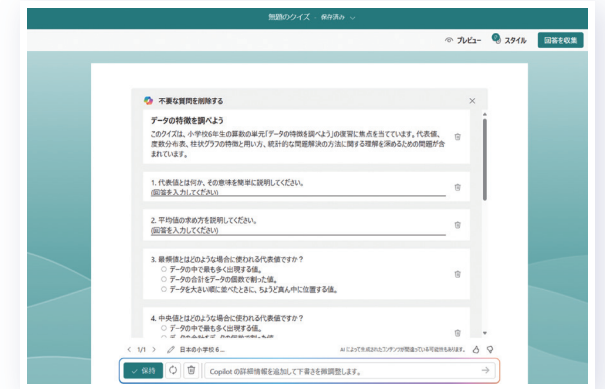 無題のクイズ - 保存済み
プレビュー
スタイル
回答を収集
不要な質問を削除する
データの特徴を調べよう
このクイズは、小学校6年生の算数の単元「データの特徴を調べよう」の復習に焦点を当てています。代表値、
度数分布表、柱状グラフの特徴と用い方、統計的な問題解決の方法に関する理解を深めるための問題が含
まれています。
1. 代表値とは何か、その意味を簡単に説明してください。
(回答を入力してください)
2. 平均値の求め方を説明してください。
(回答を入力してください)
3. 最頻値とはどのような場合に使われる代表値ですか？
データの中で最も多く出現する値。
データの合計をデータの個数で割った値。
データを大きい順に並べたときに、ちょうど真ん中に位置する値。
4. 中央値とはどのような場合に使われる代表値ですか？
データの中で最も多く出現する値。
データの合計をデータの個数で割った値。
1/1
日本の小学校 6 ...
AI によって生成されたコンテンツが間違っている可能性もあります。
保持
Copilot の詳細情報を追加して下書きを微調整します。